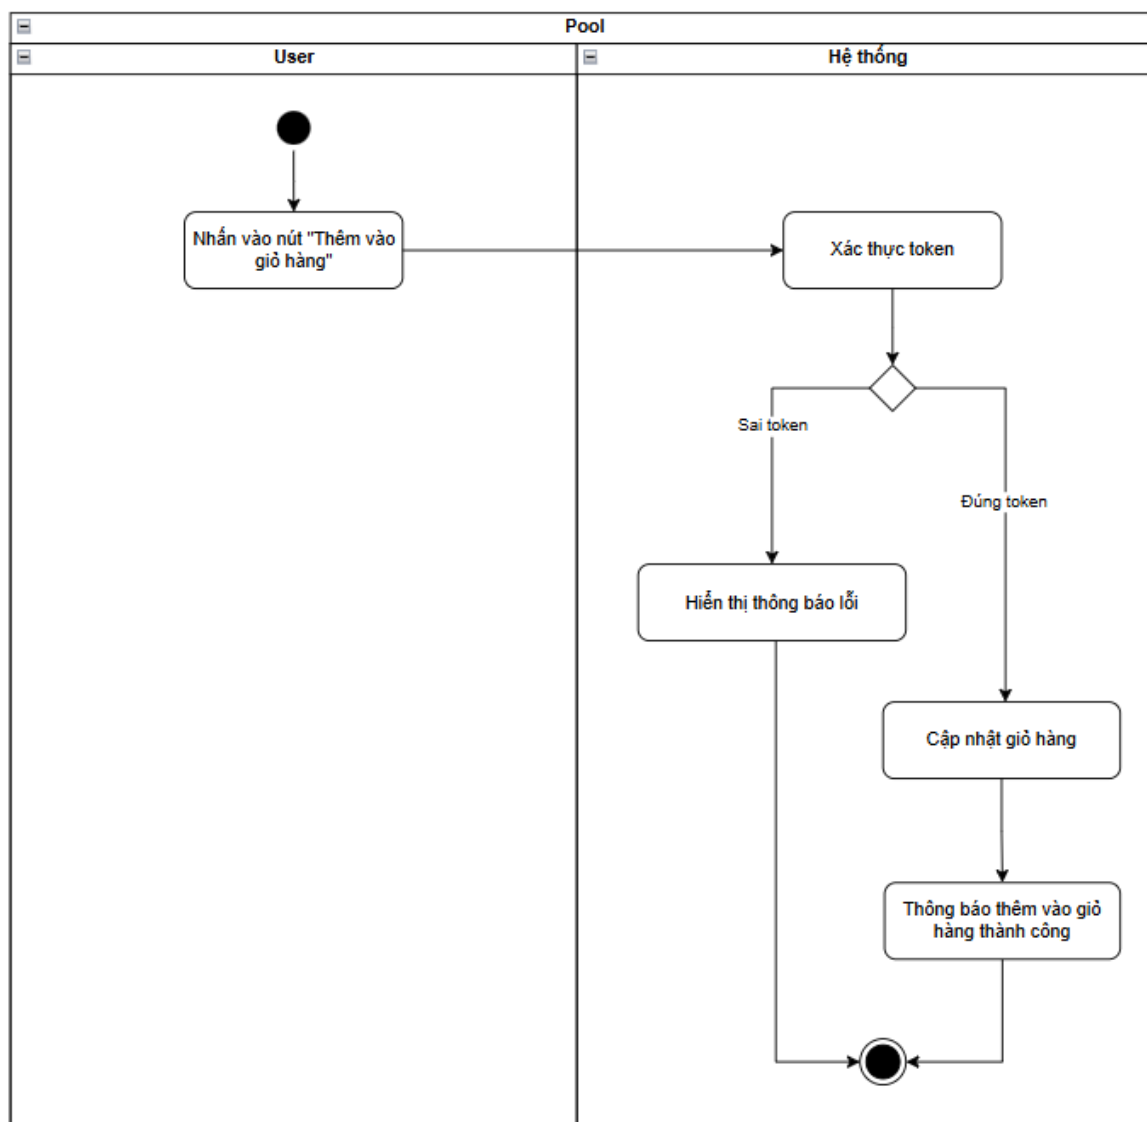 Pool
User
Hệ thống
Nhấn vào nút "Thêm vào
giỏ hàng"
Xác thực token
Sai token
Đúng token
Hiển thị thông báo lỗi
Cập nhật giỏ hàng
Thông báo thêm vào giỏ
hàng thành công